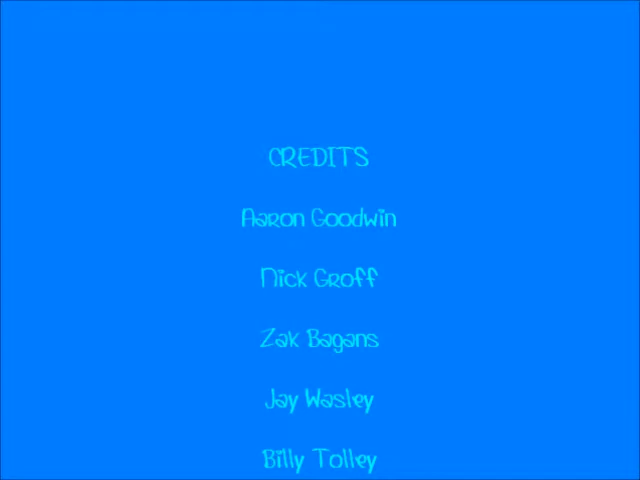 CREDITS
Aaron Goodwin
Nick Groff
Zak Bagans
Jay Wasley
Billy Tolley